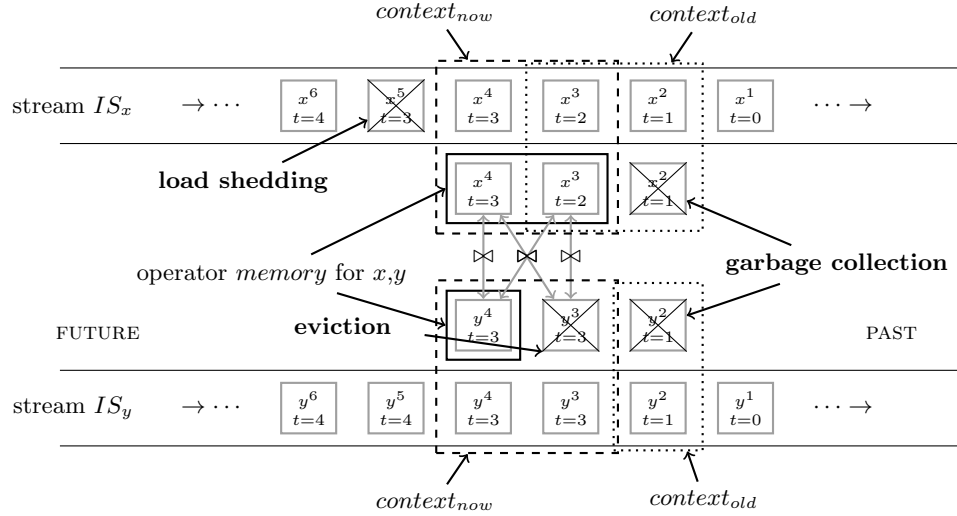 context_now context_old
stream IS_x → ⋯ x^6 x^5 x^4 x^3 x^2 x^1 ⋯ →
t=4 t=3 t=3 t=2 t=1 t=0
load shedding
x^4 x^3 x^2
t=3 t=2 t=1
⋈ ⋈ ⋈
operator memory for x,y
garbage collection
eviction
y^4 y^3 y^2
t=3 t=3 t=1
FUTURE PAST
stream IS_y → ⋯ y^6 y^5 y^4 y^3 y^2 y^1 ⋯ →
t=4 t=4 t=3 t=3 t=1 t=0
context_now context_old